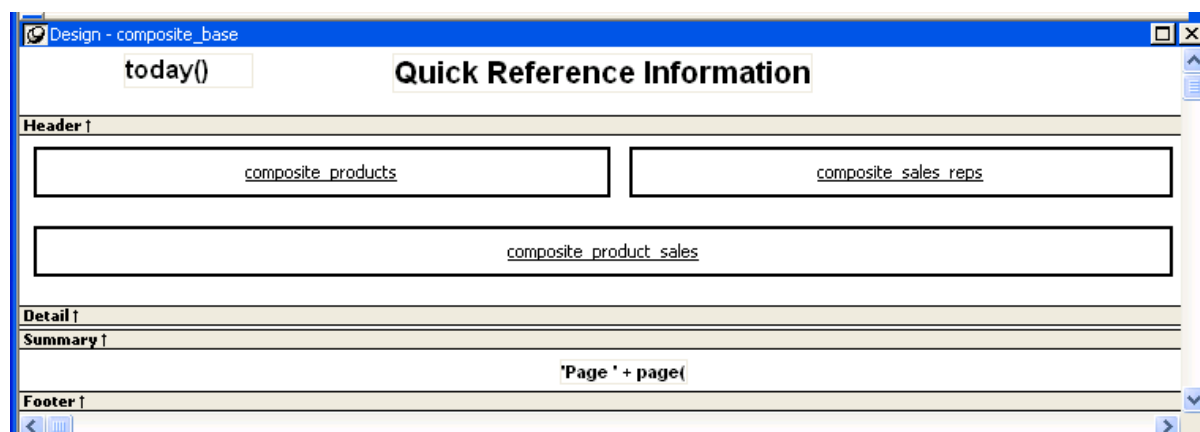 Design - composite_base
today() Quick Reference Information
Header ↑
composite_products composite_sales_reps
composite_product_sales
Detail ↑
Summary ↑
'Page ' + page(
Footer ↑